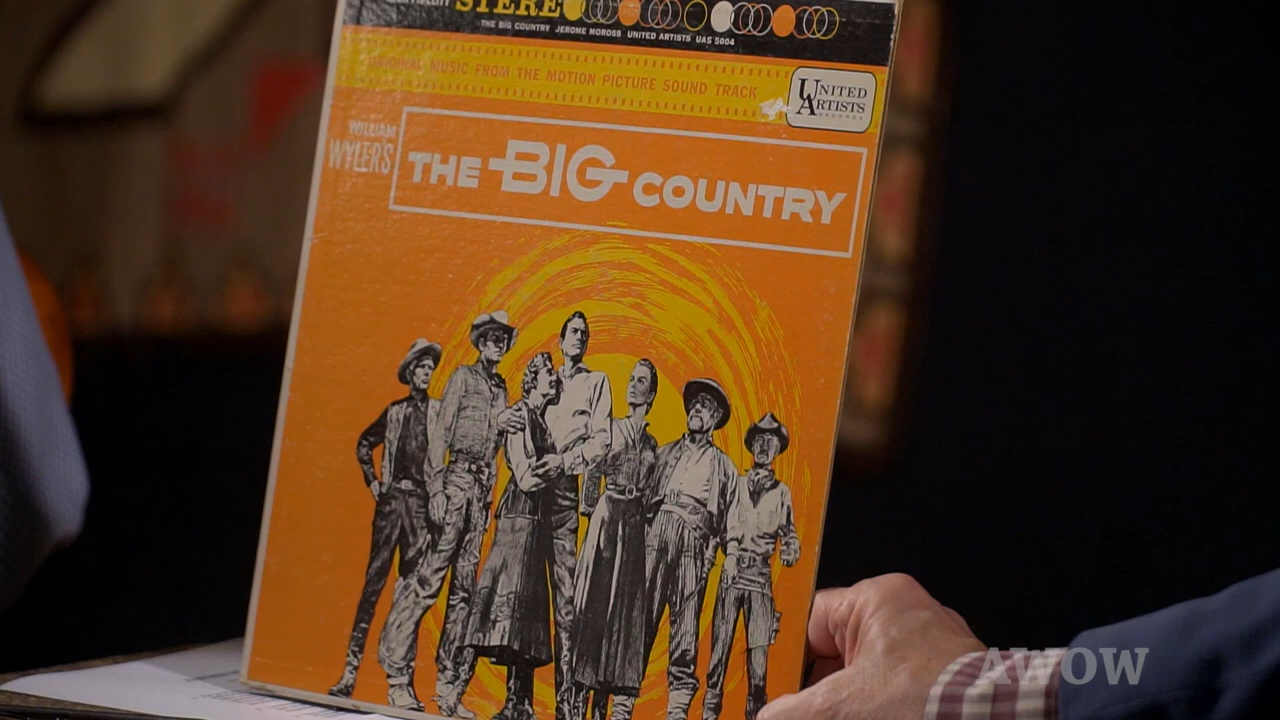 STEREO
THE BIG COUNTRY JEROME MOROSS UNITED ARTISTS UAS 5004
ORIGINAL MUSIC FROM THE MOTION PICTURE SOUND TRACK
UNITED
ARTISTS
RECORDS
WILLIAM
WYLER'S
THE BIG COUNTRY
AWOW